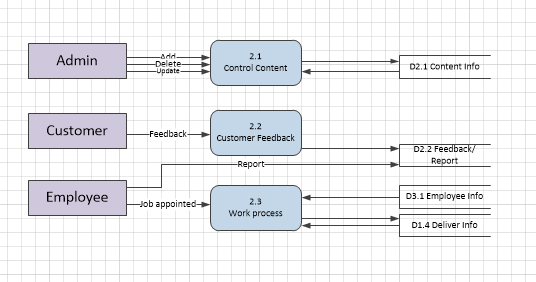 Admin
Add
Delete
Update
2.1
Control Content
D2.1 Content Info
Customer
Feedback
2.2
Customer Feedback
D2.2 Feedback/
Report
Report
Employee
Job appointed
2.3
Work process
D3.1 Employee Info
D1.4 Deliver Info